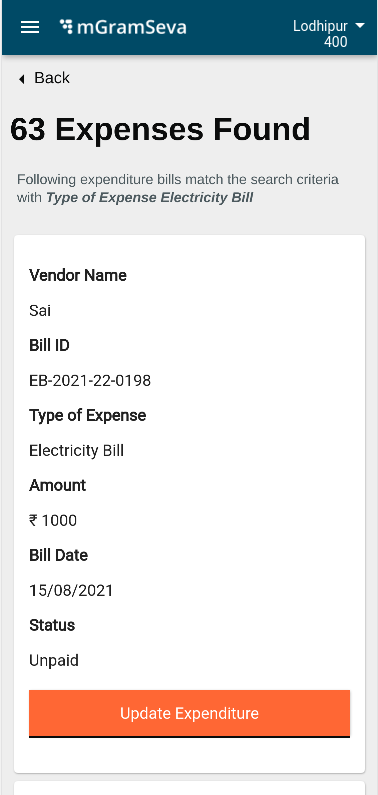 mGramSeva
Lodhipur
400
Back
63 Expenses Found
Following expenditure bills match the search criteria
with Type of Expense Electricity Bill
Vendor Name
Sai
Bill ID
EB-2021-22-0198
Type of Expense
Electricity Bill
Amount
₹ 1000
Bill Date
15/08/2021
Status
Unpaid
Update Expenditure